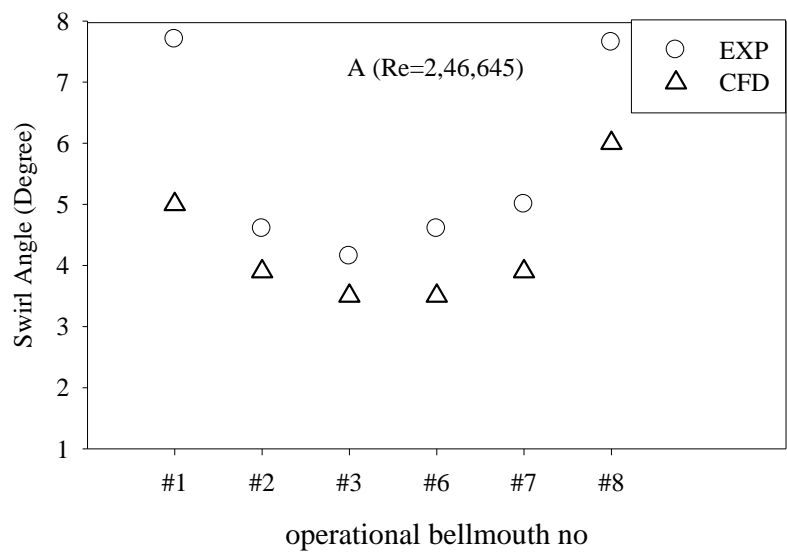 8
7
6
5
4
3
2
1
Swirl Angle (Degree)
A (Re=2,46,645)
EXP
CFD
#1 #2 #3 #6 #7 #8
operational bellmouth no